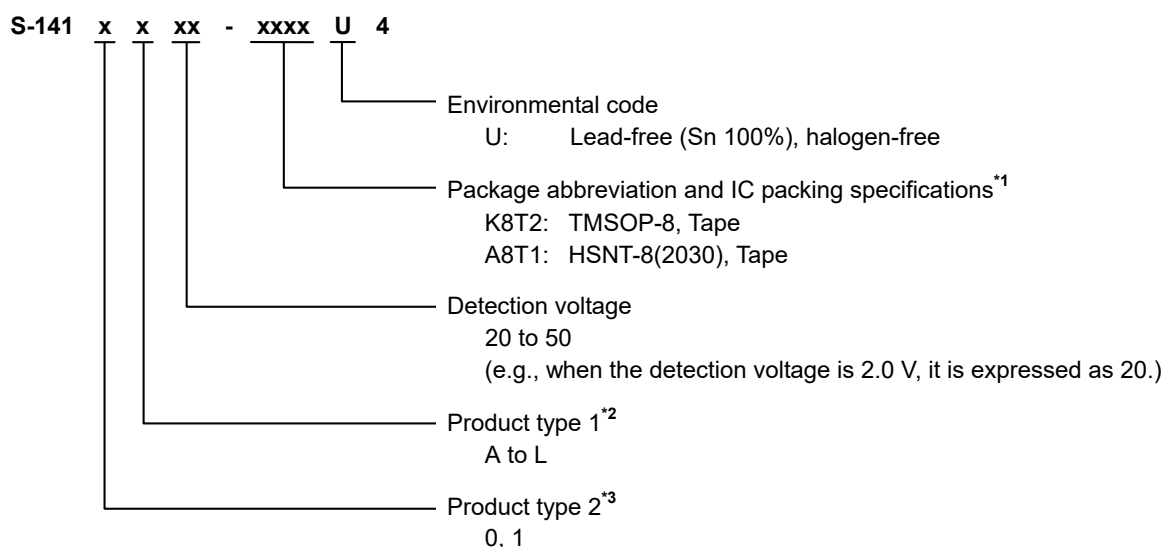 S-141 x x xx - xxxx U 4
Environmental code
U: Lead-free (Sn 100%), halogen-free
Package abbreviation and IC packing specifications*1
K8T2: TMSOP-8, Tape
A8T1: HSNT-8(2030), Tape
Detection voltage
20 to 50
(e.g., when the detection voltage is 2.0 V, it is expressed as 20.)
Product type 1*2
A to L
Product type 2*3
0, 1